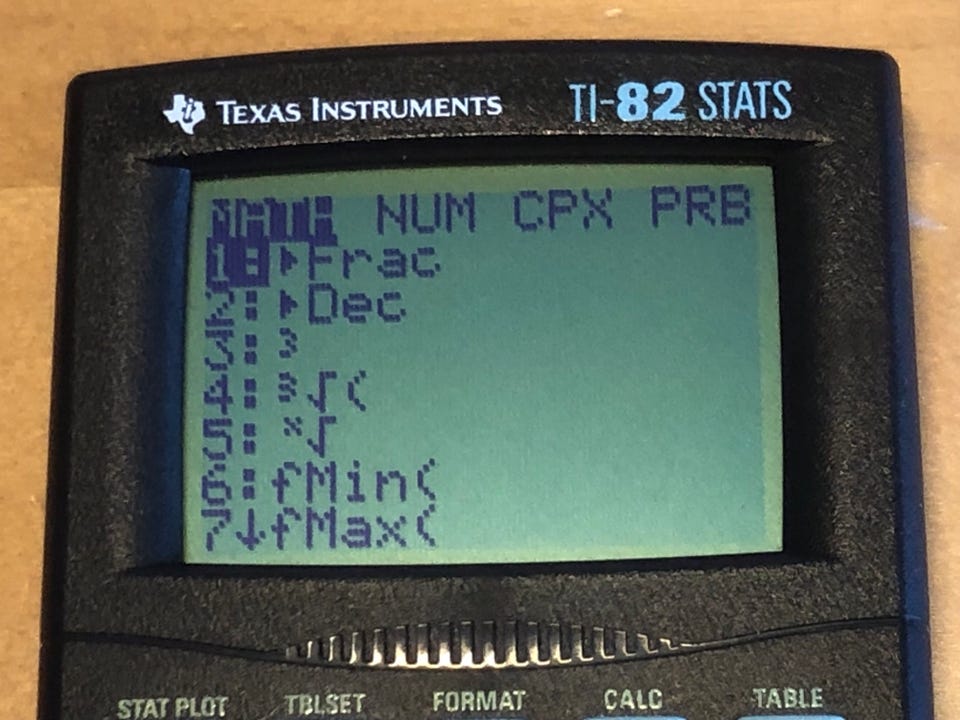 TEXAS INSTRUMENTS TI-82 STATS
MATH NUM CPX PRB
1:▶Frac
2:▶Dec
3:³
4:³√(
5:ˣ√
6:fMin(
7↓fMax(
STAT PLOT TBLSET FORMAT CALC TABLE